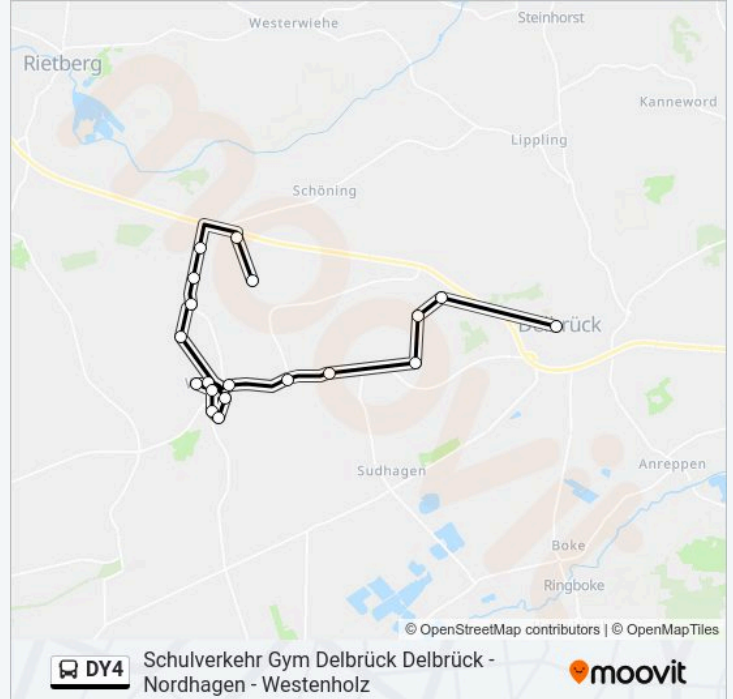 Westerwiehe
Steinhorst
Rietberg
Kanneword
Lippling
Schöning
Delbrück
Sudhagen
Anreppen
Boke
Ringboke
moovit
© OpenStreetMap contributors | © OpenMapTiles
DY4
Schulverkehr Gym Delbrück Delbrück -
Nordhagen - Westenholz
moovit